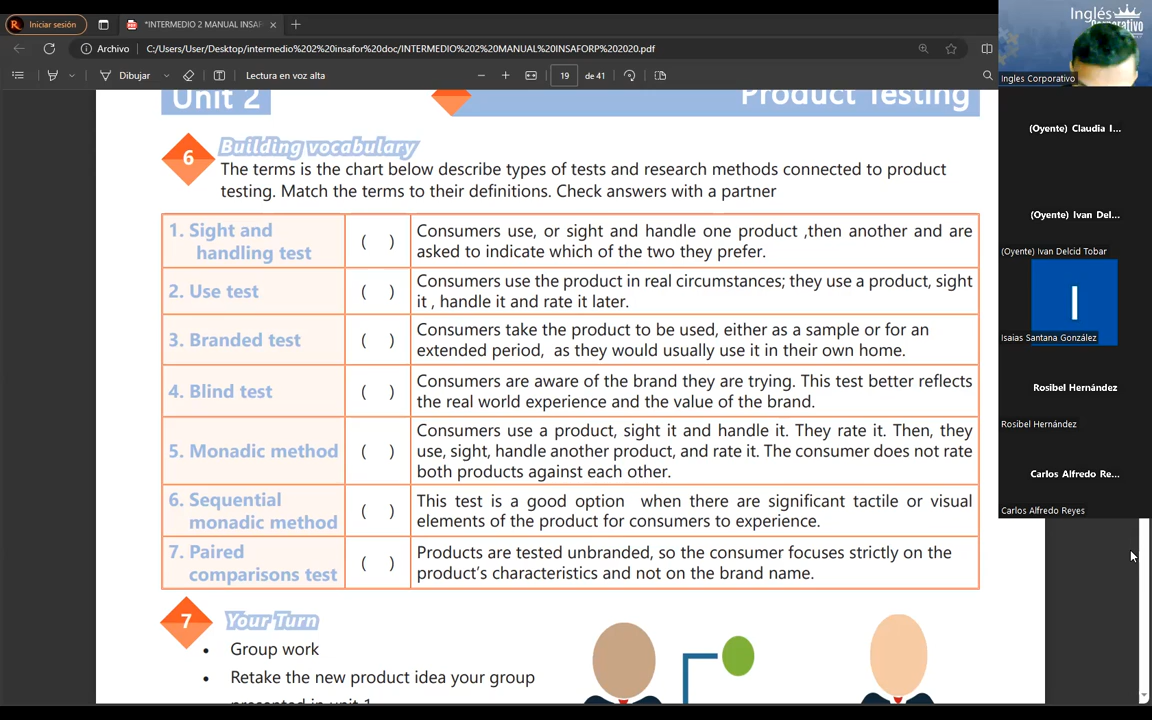 Iniciar sesión
*INTERMEDIO 2 MANUAL INSAF
Archivo
C:/Users/User/Desktop/intermedio%202%20insafor%20doc/INTERMEDIO%202%20MANUAL%20INSAFORP%202020.pdf
Dibujar
Lectura en voz alta
19
de 41
Unit 2
Product Testing
6
Building vocabulary
The terms is the chart below describe types of tests and research methods connected to product
testing. Match the terms to their definitions. Check answers with a partner
1. Sight and
handling test
( )
Consumers use, or sight and handle one product ,then another and are
asked to indicate which of the two they prefer.
2. Use test
( )
Consumers use the product in real circumstances; they use a product, sight
it , handle it and rate it later.
3. Branded test
( )
Consumers take the product to be used, either as a sample or for an
extended period, as they would usually use it in their own home.
4. Blind test
( )
Consumers are aware of the brand they are trying. This test better reflects
the real world experience and the value of the brand.
5. Monadic method
( )
Consumers use a product, sight it and handle it. They rate it. Then, they
use, sight, handle another product, and rate it. The consumer does not rate
both products against each other.
6. Sequential
monadic method
( )
This test is a good option when there are significant tactile or visual
elements of the product for consumers to experience.
7. Paired
comparisons test
( )
Products are tested unbranded, so the consumer focuses strictly on the
product's characteristics and not on the brand name.
7
Your Turn
• Group work
• Retake the new product idea your group
presented in unit 1
Inglés
Corporativo
Ingles Corporativo
(Oyente) Claudia I...
(Oyente) Ivan Del...
(Oyente) Ivan Delcid Tobar
I
Isaias Santana González
Rosibel Hernández
Rosibel Hernández
Carlos Alfredo Re...
Carlos Alfredo Reyes